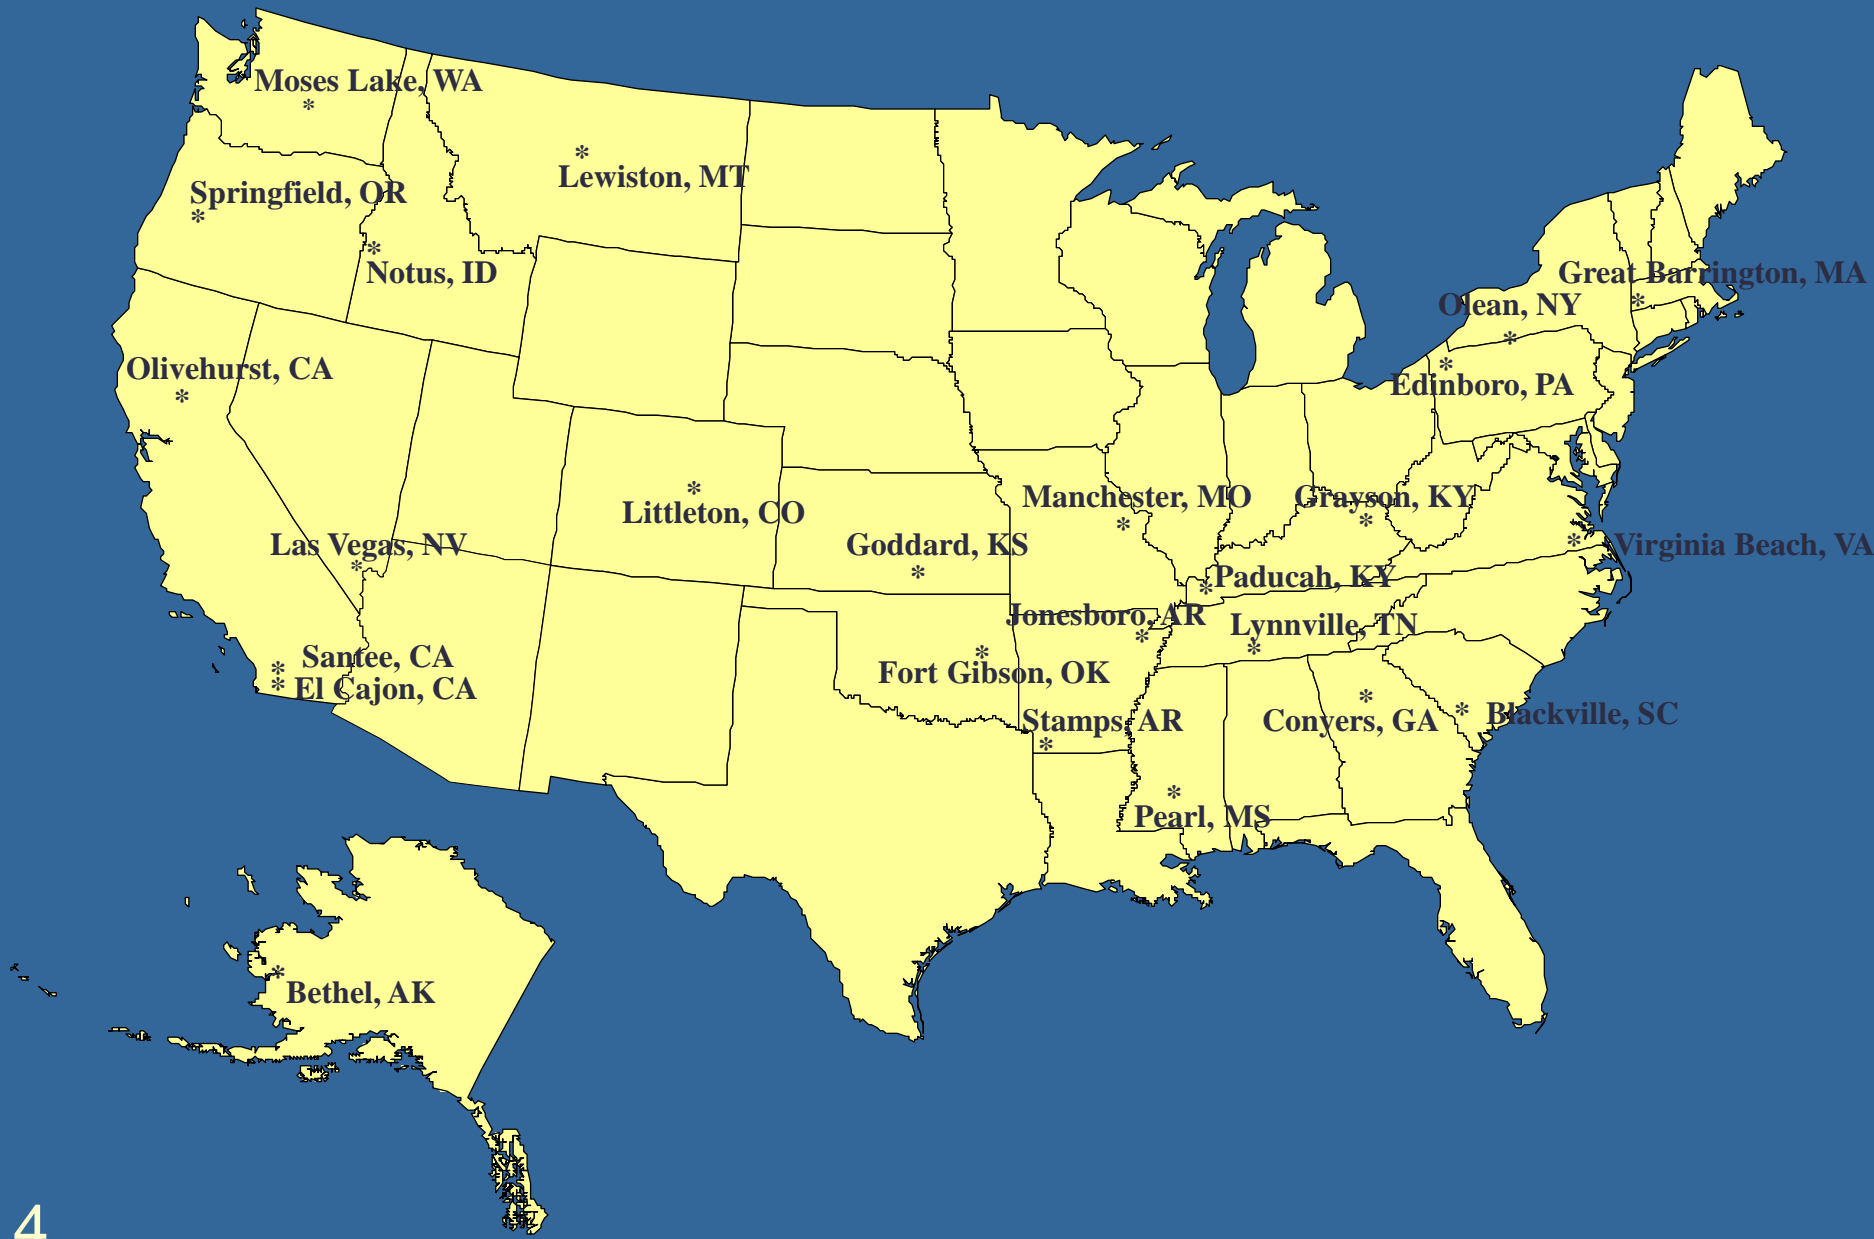 Moses Lake, WA
*
*
Lewiston, MT
Springfield, OR
*
*
Notus, ID
Great Barrington, MA
*
Olean, NY
*
Olivehurst, CA
*
*
Edinboro, PA
*
Littleton, CO
Manchester, MO
*
Grayson, KY
*
Las Vegas, NV
*
Goddard, KS
*
* Virginia Beach, VA
Paducah, KY
*
Jonesboro, AR
*
Lynnville, TN
*
*
Fort Gibson, OK
* Santee, CA
* El Cajon, CA
Stamps, AR
*
*
Conyers, GA
* Blackville, SC
*
Pearl, MS
*
Bethel, AK
4